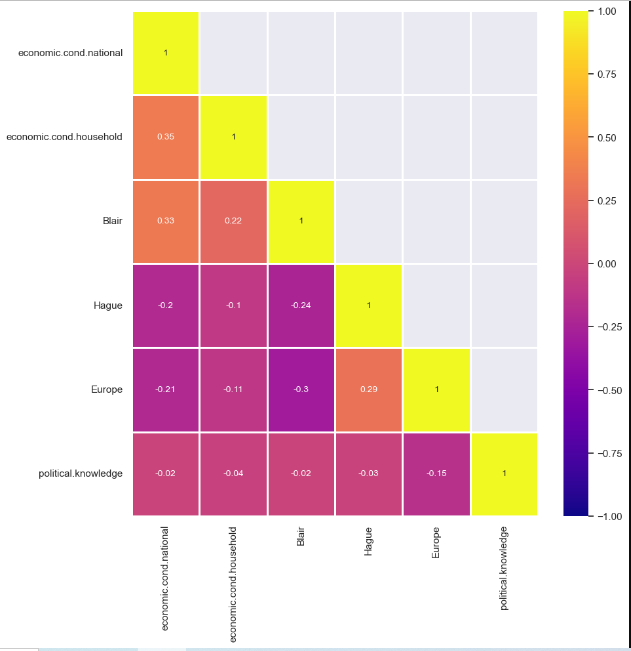 economic.cond.national
1
economic.cond.household
0.35 1
Blair
0.33 0.22 1
Hague
-0.2 -0.1 -0.24 1
Europe
-0.21 -0.11 -0.3 0.29 1
political.knowledge
-0.02 -0.04 -0.02 -0.03 -0.15 1
economic.cond.national
economic.cond.household
Blair
Hague
Europe
political.knowledge
1.00
0.75
0.50
0.25
0.00
−0.25
−0.50
−0.75
−1.00